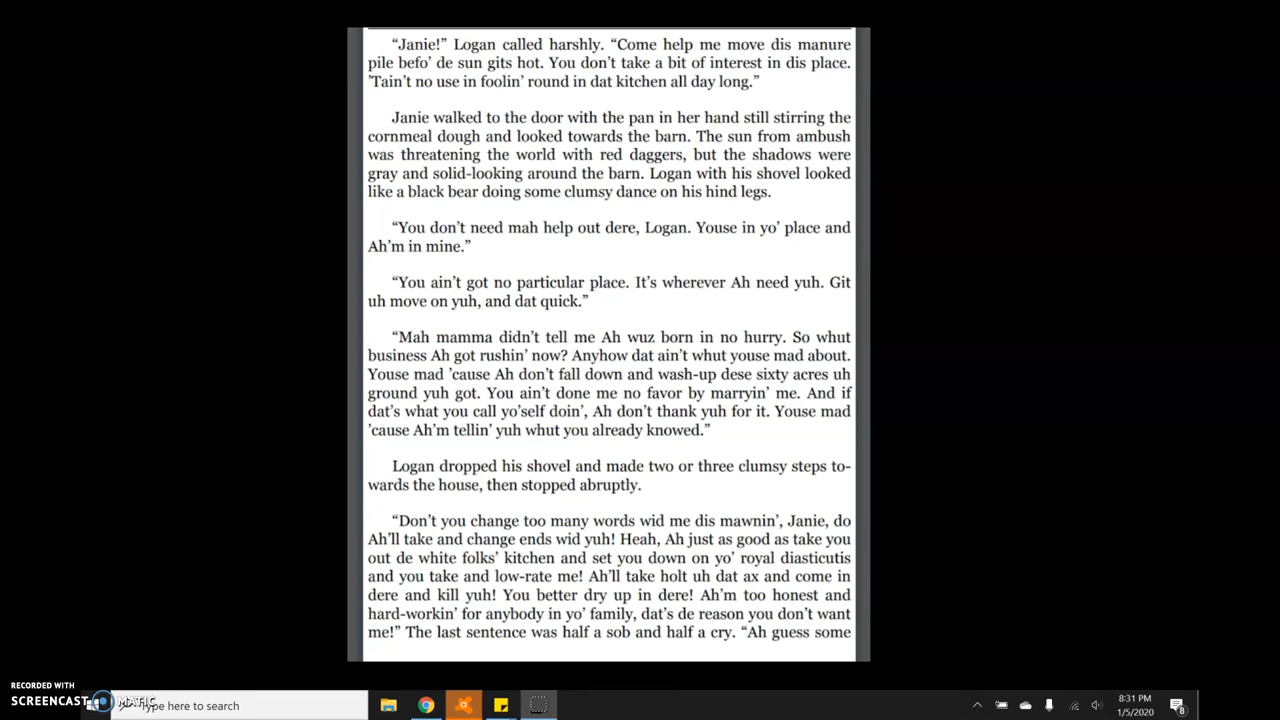 “Janie!” Logan called harshly. “Come help me move dis manure
pile befo’ de sun gits hot. You don’t take a bit of interest in dis place.
’Tain’t no use in foolin’ round in dat kitchen all day long.”
Janie walked to the door with the pan in her hand still stirring the
cornmeal dough and looked towards the barn. The sun from ambush
was threatening the world with red daggers, but the shadows were
gray and solid-looking around the barn. Logan with his shovel looked
like a black bear doing some clumsy dance on his hind legs.
“You don’t need mah help out dere, Logan. Youse in yo’ place and
Ah’m in mine.”
“You ain’t got no particular place. It’s wherever Ah need yuh. Git
uh move on yuh, and dat quick.”
“Mah mamma didn’t tell me Ah wuz born in no hurry. So whut
business Ah got rushin’ now? Anyhow dat ain’t whut youse mad about.
Youse mad ’cause Ah don’t fall down and wash-up dese sixty acres uh
ground yuh got. You ain’t done me no favor by marryin’ me. And if
dat’s what you call yo’self doin’, Ah don’t thank yuh for it. Youse mad
’cause Ah’m tellin’ yuh whut you already knowed.”
Logan dropped his shovel and made two or three clumsy steps to-
wards the house, then stopped abruptly.
“Don’t you change too many words wid me dis mawnin’, Janie, do
Ah’ll take and change ends wid yuh! Heah, Ah just as good as take you
out de white folks’ kitchen and set you down on yo’ royal diasticutis
and you take and low-rate me! Ah’ll take holt uh dat ax and come in
dere and kill yuh! You better dry up in dere! Ah’m too honest and
hard-workin’ for anybody in yo’ family, dat’s de reason you don’t want
me!” The last sentence was half a sob and half a cry. “Ah guess some
RECORDED WITH
SCREENCAST MATIC
Type here to search
8:31 PM
1/5/2020
8